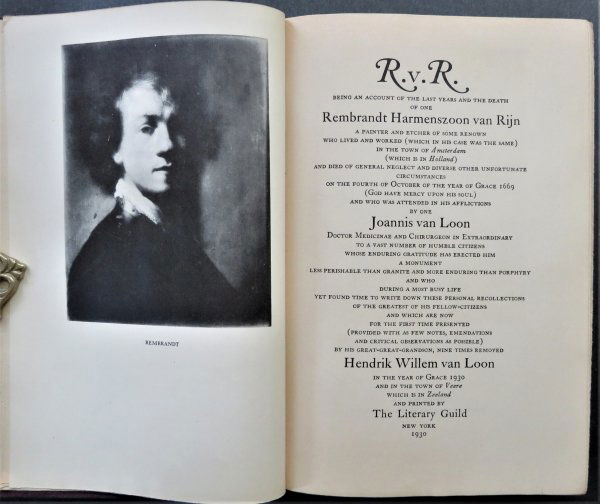 REMBRANDT
R.v.R.
BEING AN ACCOUNT OF THE LAST YEARS AND THE DEATH
OF ONE
Rembrandt Harmenszoon van Rijn
A PAINTER AND ETCHER OF SOME RENOWN
WHO LIVED AND WORKED (WHICH IN HIS CASE WAS THE SAME)
IN THE TOWN OF Amsterdam
(WHICH IS IN Holland)
AND DIED OF GENERAL NEGLECT AND DIVERSE OTHER UNFORTUNATE
CIRCUMSTANCES
ON THE FOURTH OF OCTOBER OF THE YEAR OF GRACE 1669
(GOD HAVE MERCY UPON HIS SOUL)
AND WHO WAS ATTENDED IN HIS AFFLICTIONS
BY ONE
Joannis van Loon
DOCTOR MEDICINAE AND CHIRURGEON IN EXTRAORDINARY
TO A VAST NUMBER OF HUMBLE CITIZENS
WHOSE ENDURING GRATITUDE HAS ERECTED HIM
A MONUMENT
LESS PERISHABLE THAN GRANITE AND MORE ENDURING THAN PORPHYRY
AND WHO
DURING A MOST BUSY LIFE
YET FOUND TIME TO WRITE DOWN THESE PERSONAL RECOLLECTIONS
OF THE GREATEST OF HIS FELLOW-CITIZENS
AND WHICH ARE NOW
FOR THE FIRST TIME PRESENTED
(PROVIDED WITH AS FEW NOTES, EMENDATIONS
AND CRITICAL OBSERVATIONS AS POSSIBLE)
BY HIS GREAT-GREAT-GRANDSON, NINE TIMES REMOVED
Hendrik Willem van Loon
IN THE YEAR OF GRACE 1930
AND IN THE TOWN OF Veere
WHICH IS IN Zeeland
AND PRINTED BY
The Literary Guild
NEW YORK
1930